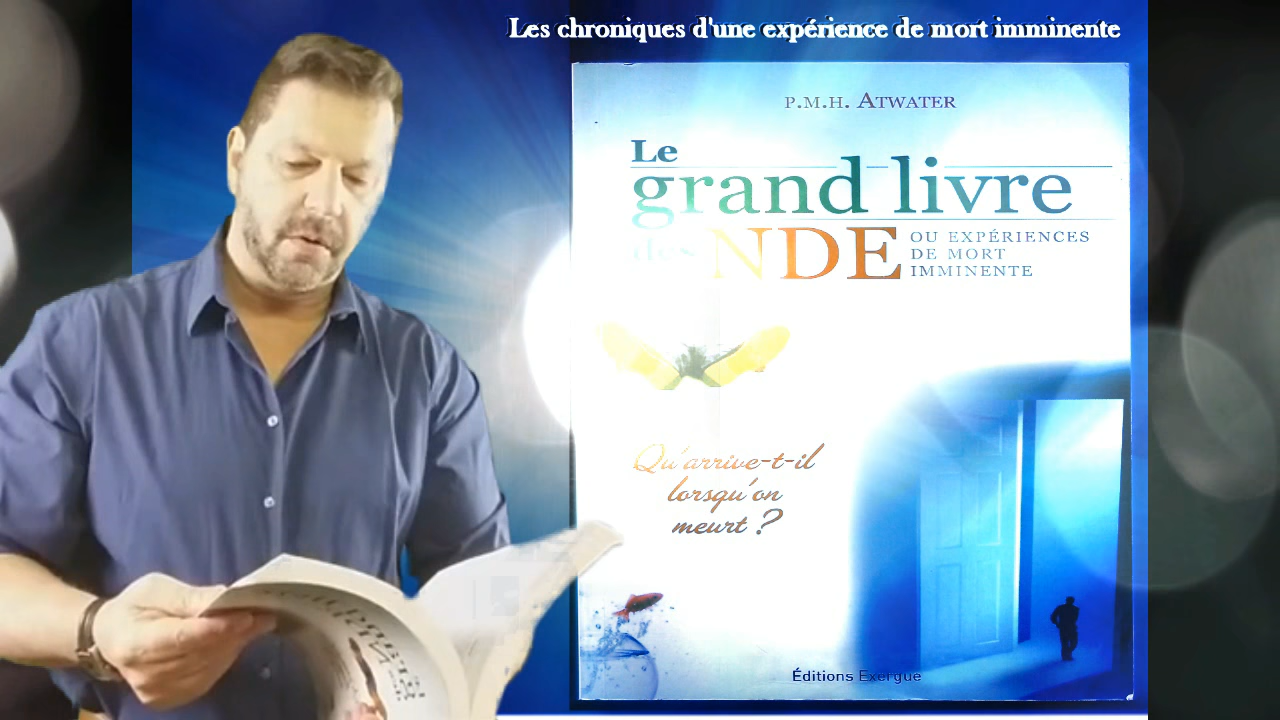 Les chroniques d'une expérience de mort imminente
P.M.H. Atwater
Le
grand livre
des NDE
OU EXPÉRIENCES
DE MORT
IMMINENTE
Qu'arrive-t-il
lorsqu'on
meurt ?
Éditions Exergue